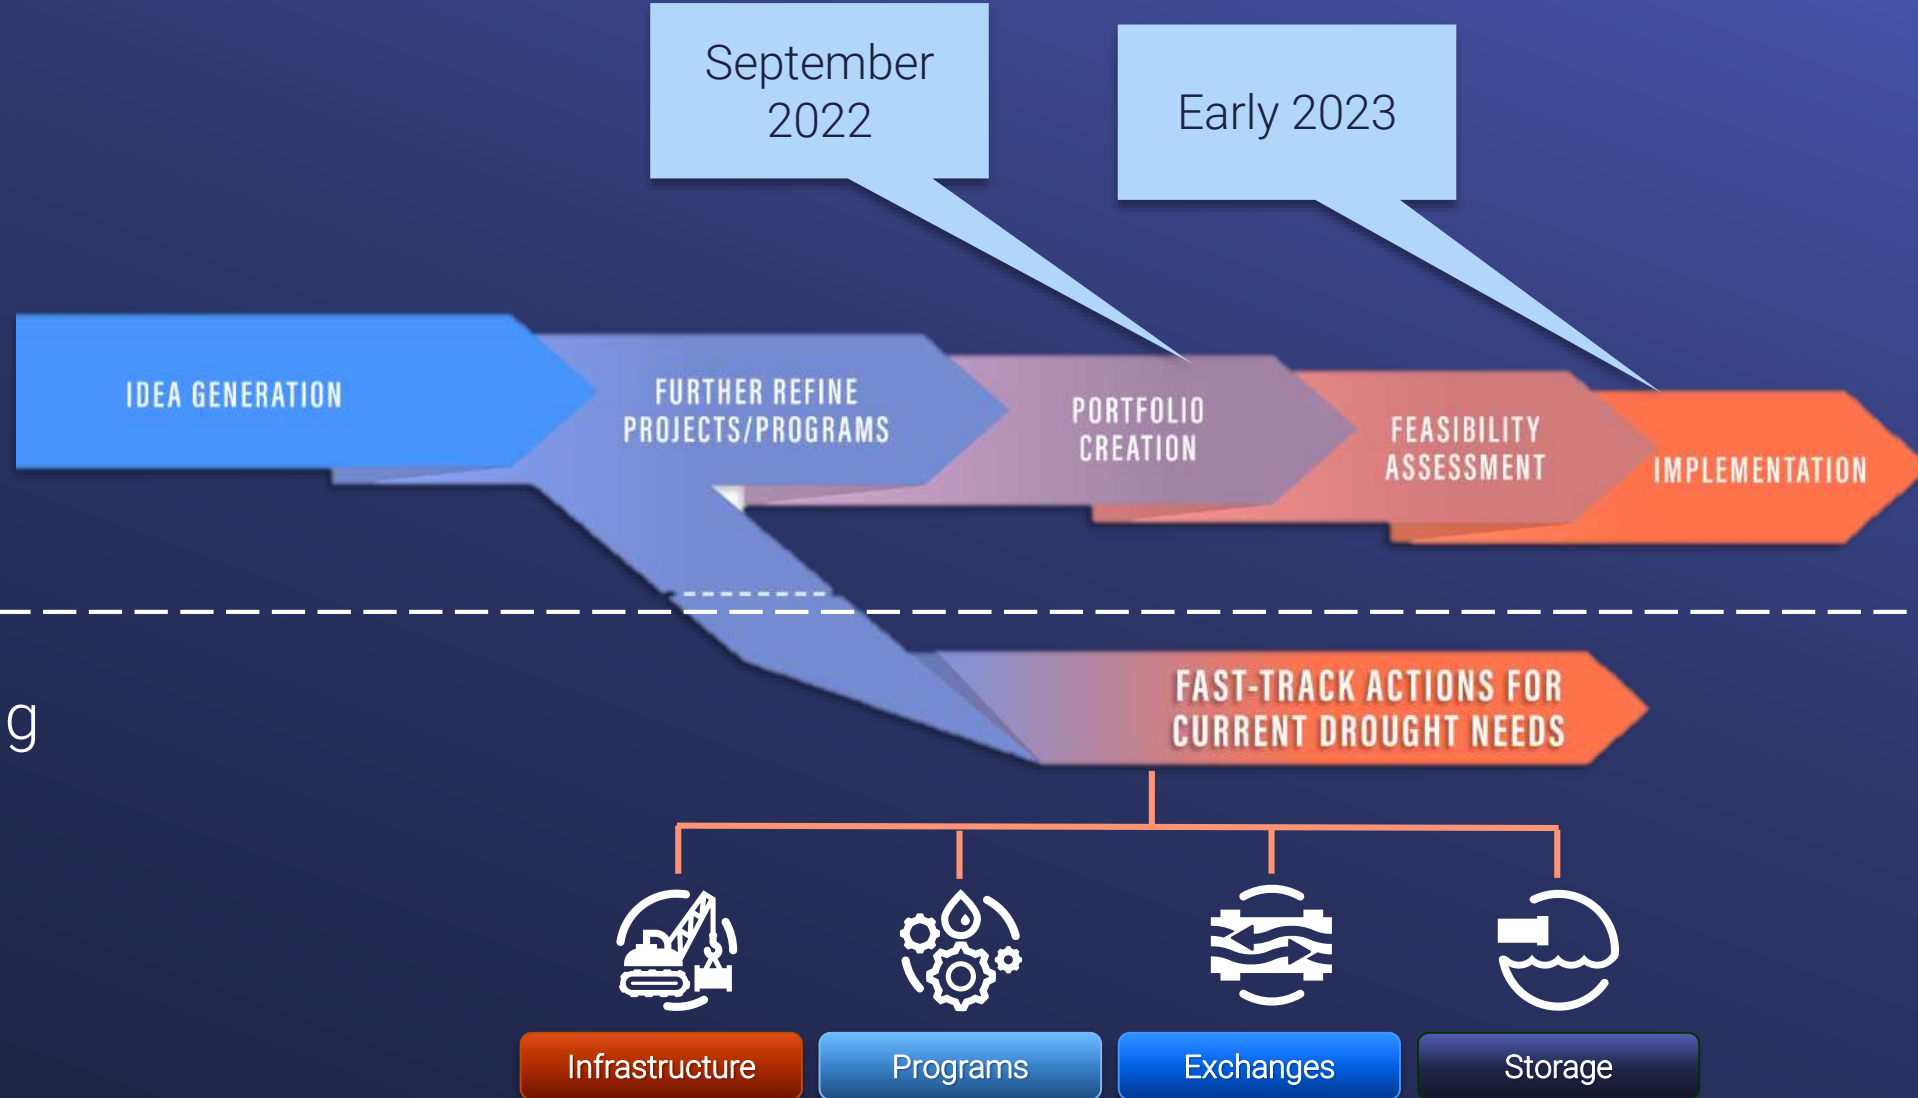 September
2022
Early 2023
IDEA GENERATION
FURTHER REFINE
PROJECTS/PROGRAMS
PORTFOLIO
CREATION
FEASIBILITY
ASSESSMENT
IMPLEMENTATION
g
FAST-TRACK ACTIONS FOR
CURRENT DROUGHT NEEDS
Infrastructure
Programs
Exchanges
Storage